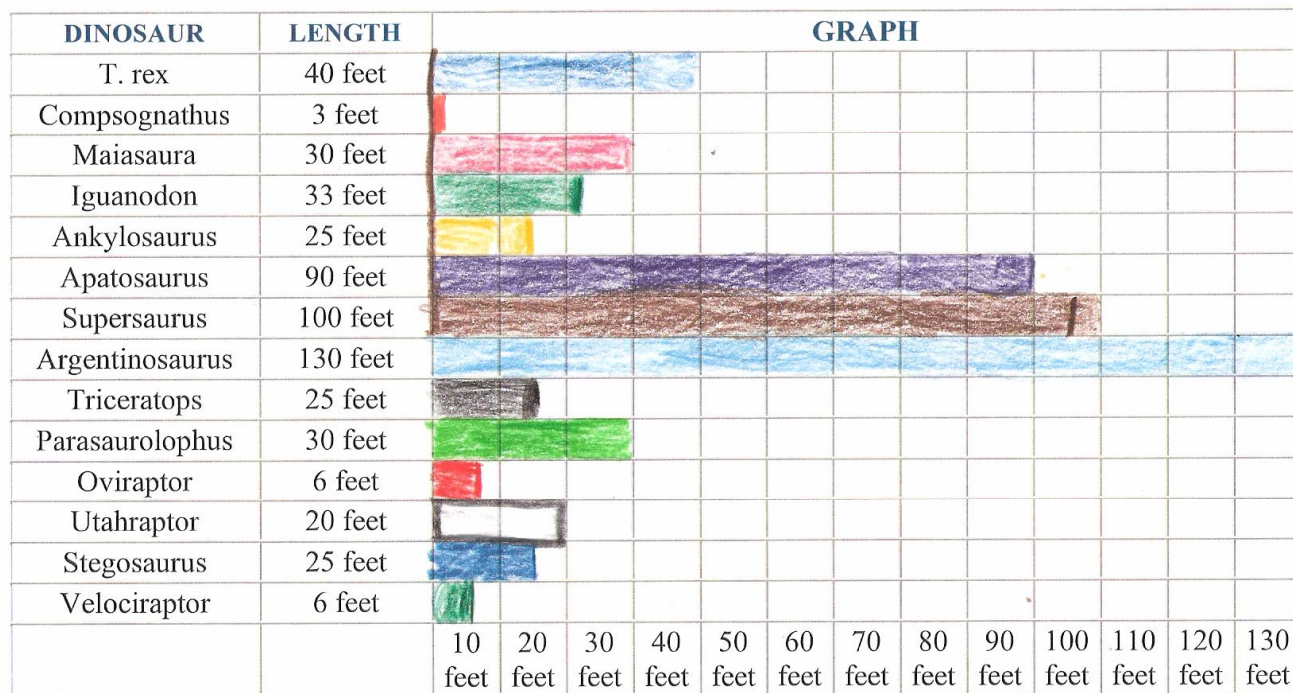 DINOSAUR LENGTH GRAPH
T. rex 40 feet
Compsognathus 3 feet
Maiasaura 30 feet
Iguanodon 33 feet
Ankylosaurus 25 feet
Apatosaurus 90 feet
Supersaurus 100 feet
Argentinosaurus 130 feet
Triceratops 25 feet
Parasaurolophus 30 feet
Oviraptor 6 feet
Utahraptor 20 feet
Stegosaurus 25 feet
Velociraptor 6 feet
10 20 30 40 50 60 70 80 90 100 110 120 130
feet feet feet feet feet feet feet feet feet feet feet feet feet